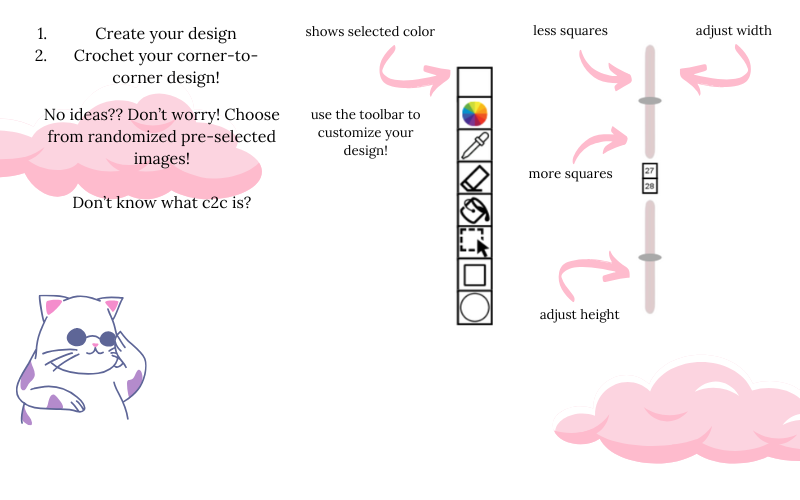 1. Create your design
2. Crochet your corner-to-
corner design!
No ideas?? Don't worry! Choose
from randomized pre-selected
images!
Don't know what c2c is?
shows selected color
use the toolbar to
customize your
design!
less squares
adjust width
more squares
27
28
adjust height